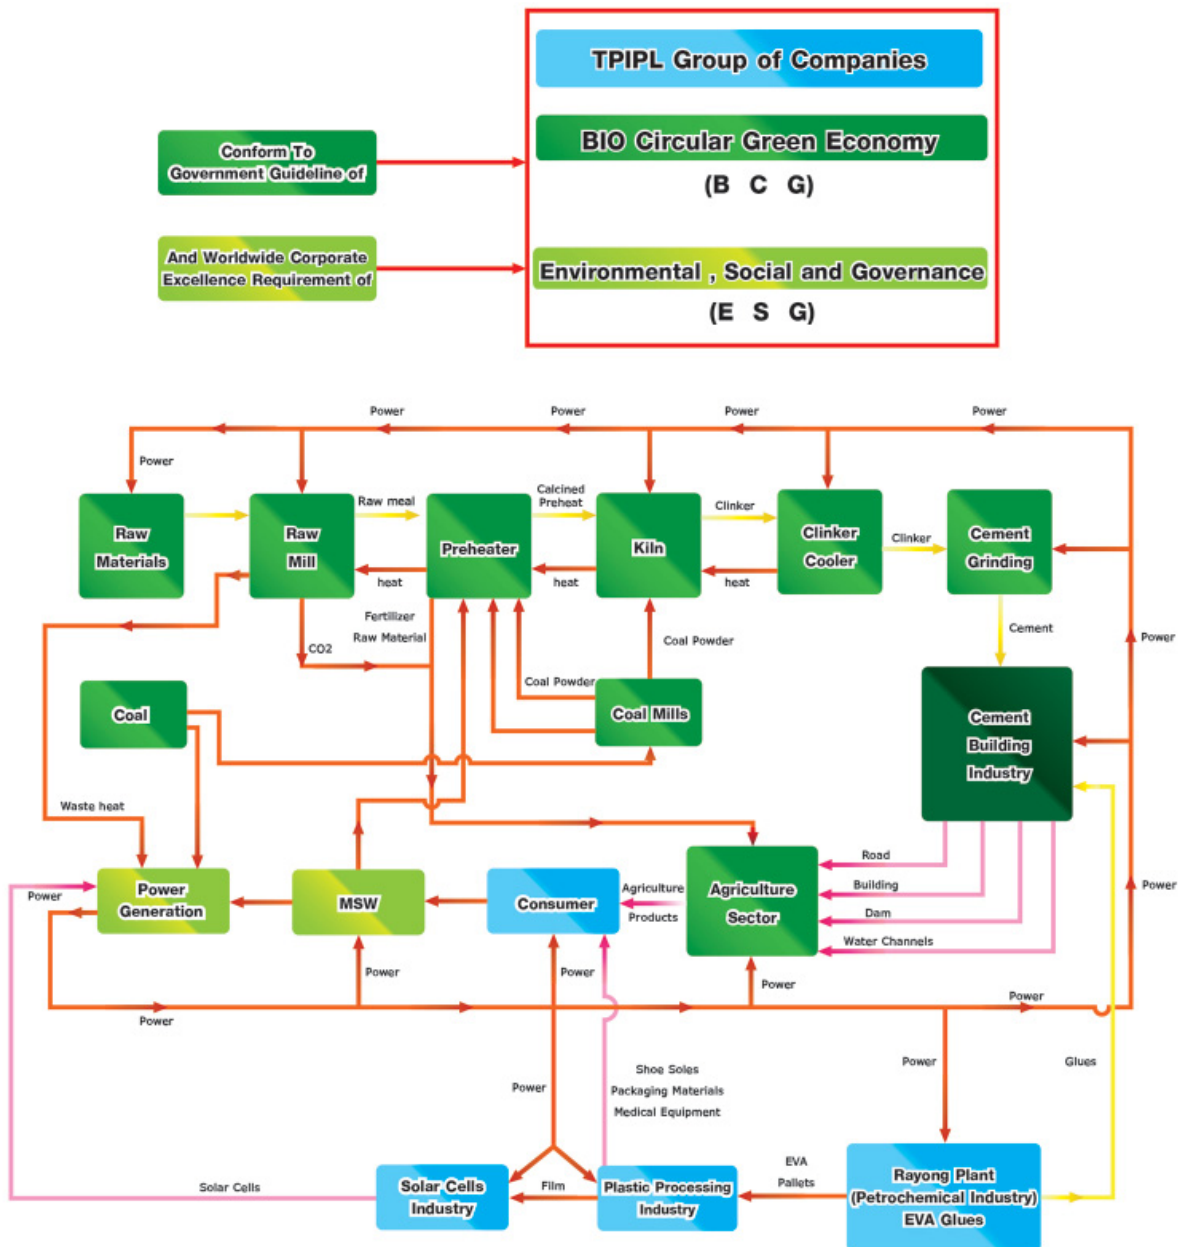 TPIPL Group of Companies
BIO Circular Green Economy
(B C G)
Conform To
Government Guideline of
And Worldwide Corporate
Excellence Requirement of
Environmental , Social and Governance
(E S G)
Power
Power
Power
Power
Power
Raw
Materials
Raw meal
Raw
Mill
Calcined
Preheat
Preheater
Clinker
Kiln
Clinker
Cooler
Clinker
Cement
Grinding
heat
heat
heat
Fertilizer
Raw Material
CO2
Coal Powder
Cement
Power
Coal Powder
Coal
Coal Mills
Cement
Building
Industry
Waste heat
Road
Building
Dam
Water Channels
Power
Power
Power
Generation
MSW
Consumer
Agriculture
Products
Agriculture
Sector
Power
Power
Power
Power
Power
Power
Power
Glues
Shoe Soles
Packaging Materials
Medical Equipment
Solar Cells
Solar Cells
Industry
Film
Plastic Processing
Industry
EVA
Pallets
Rayong Plant
(Petrochemical Industry)
EVA Glues